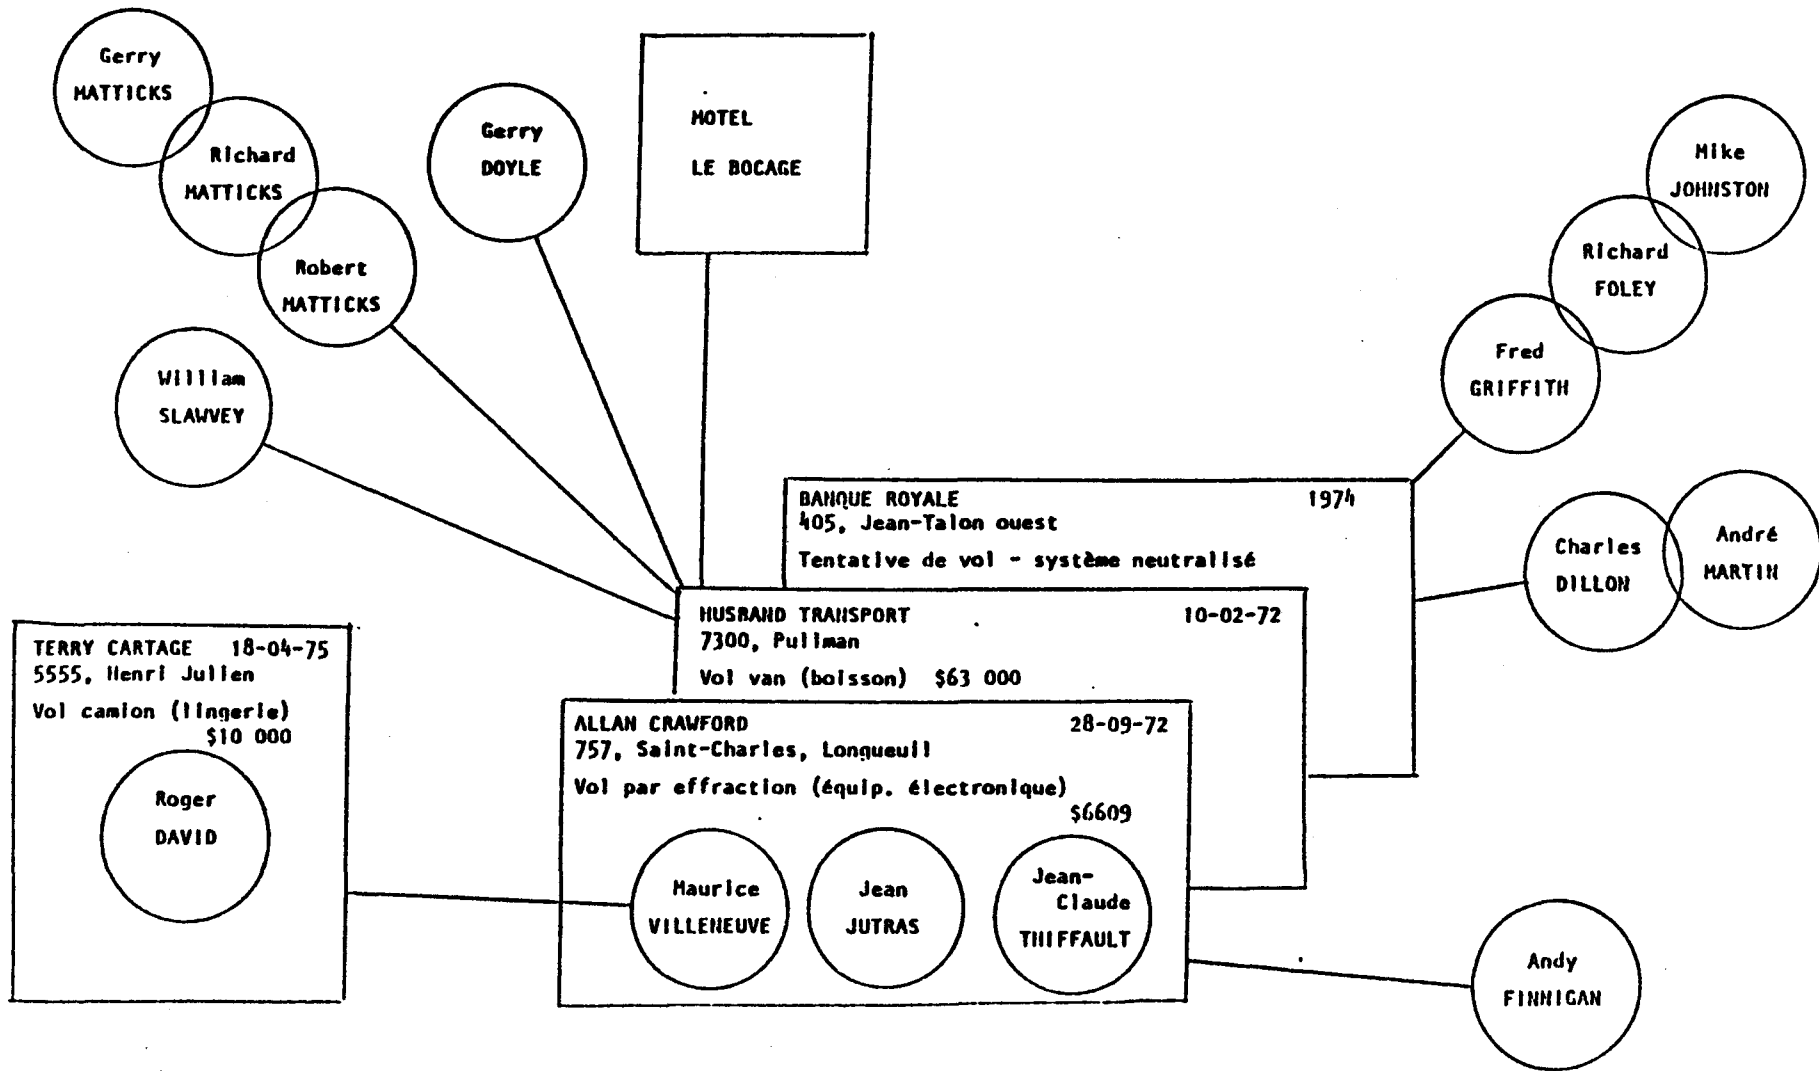 Gerry
MATTICKS
Richard
MATTICKS
Robert
MATTICKS
William
SLAWVEY
Gerry
DOYLE
MOTEL
LE BOCAGE
Mike
JOHNSTON
Richard
FOLEY
Fred
GRIFFITH
Charles
DILLON
André
MARTIN
BANQUE ROYALE 1974
405, Jean-Talon ouest
Tentative de vol - système neutralisé
HUSBAND TRANSPORT 10-02-72
7300, Pullman
Vol van (boisson) $63 000
TERRY CARTAGE 18-04-75
5555, Henri Julien
Vol camion (lingerie)
$10 000
Roger
DAVID
ALLAN CRAWFORD 28-09-72
757, Saint-Charles, Longueuil
Vol par effraction (équip. électronique)
$6609
Maurice
VILLENEUVE
Jean
JUTRAS
Jean-
Claude
THIFFAULT
Andy
FINNIGAN